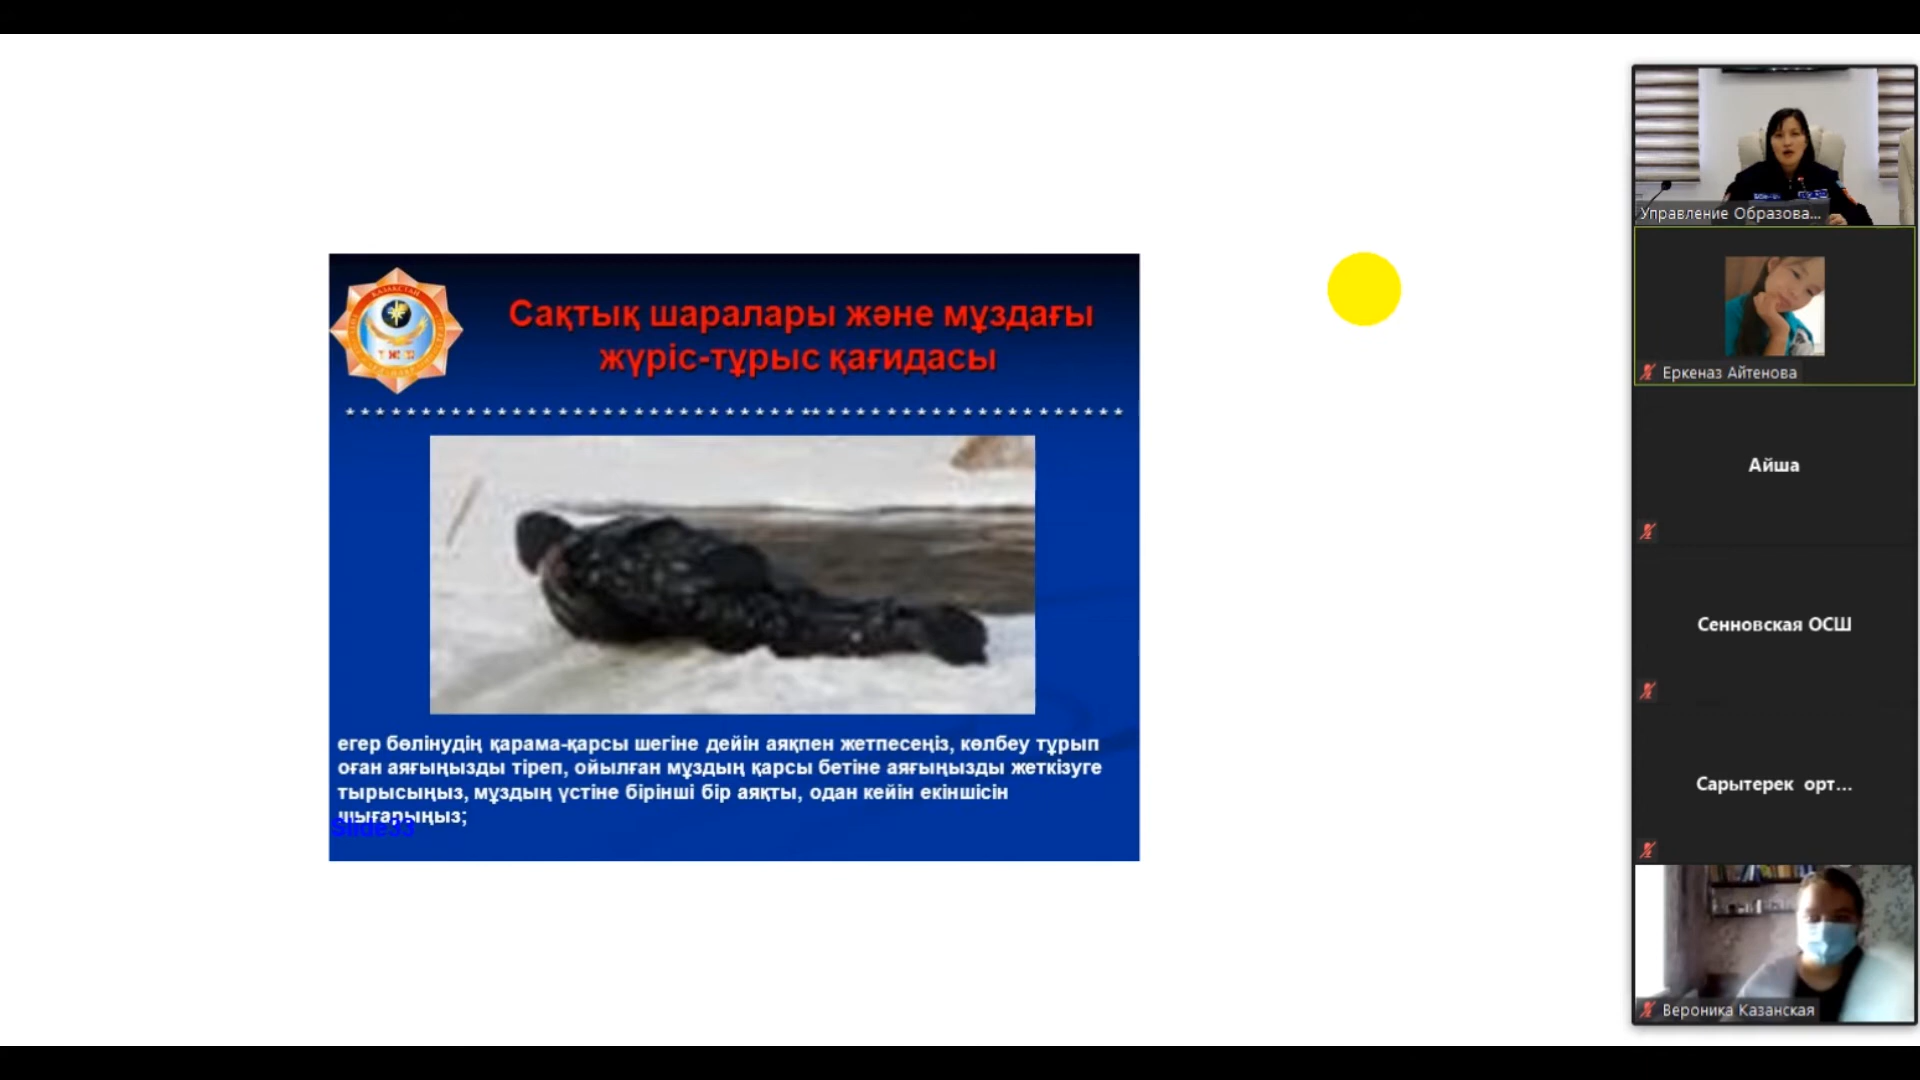 ҚАЗАҚСТАН
Сақтық шаралары және мұздағы
жүріс-тұрыс қағидасы
егер бөлінудің қарама-қарсы шегіне дейін аяқпен жетпесеңіз, көлбеу тұрып
оған аяғыңызды тіреп, ойылған мұздың қарсы бетіне аяғыңызды жеткізуге
тырысыңыз, мұздың үстіне бірінші бір аяқты, одан кейін екіншісін
шығарыңыз;
Slide33
Управление Образова...
Еркеназ Айтенова
Айша
Сенновская ОСШ
Сарытерек орт...
Вероника Казанская